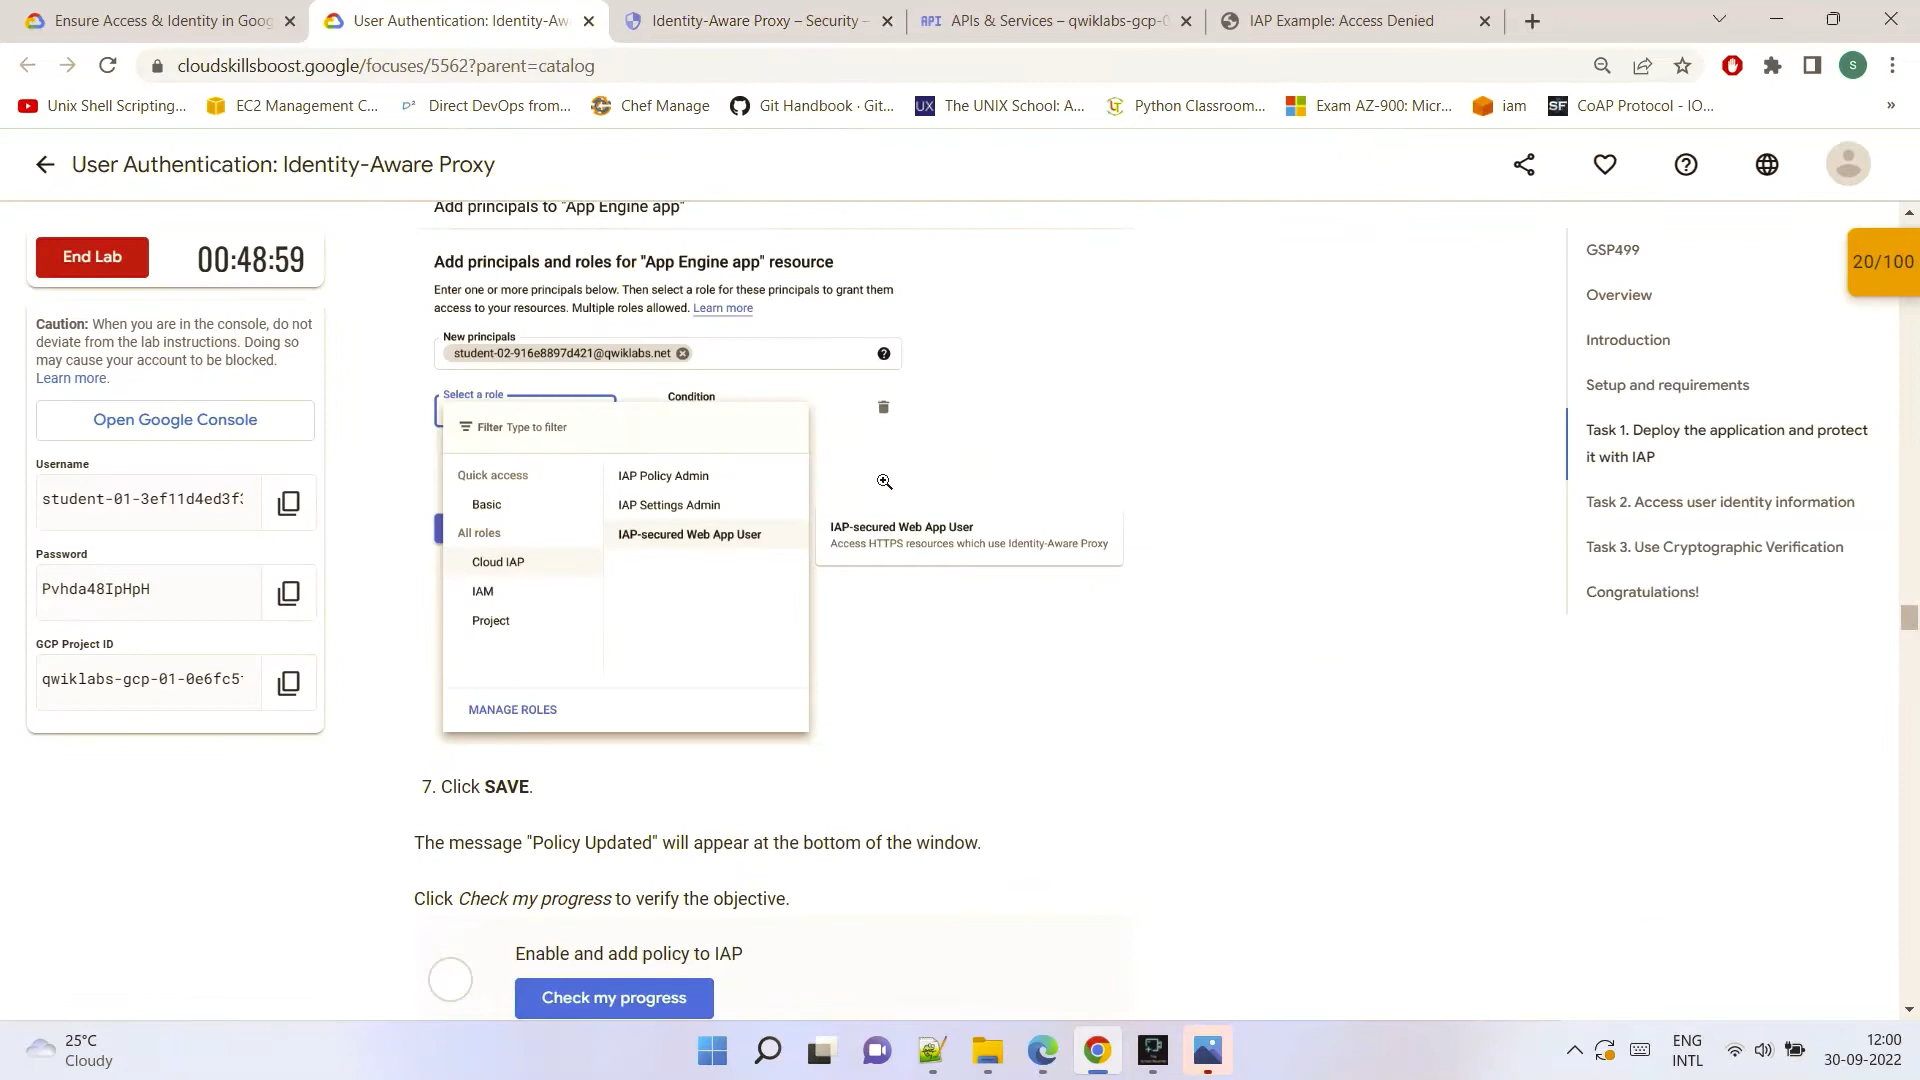 Ensure Access & Identity in Goog
User Authentication: Identity-Aw
Identity-Aware Proxy – Security –
API APIs & Services – qwiklabs-gcp-0
IAP Example: Access Denied
cloudskillsboost.google/focuses/5562?parent=catalog
S
Unix Shell Scripting...
EC2 Management C...
D² Direct DevOps from...
Chef Manage
Git Handbook · Git...
UX The UNIX School: A...
Python Classroom...
Exam AZ-900: Micr...
iam
SF CoAP Protocol - IO...
»
User Authentication: Identity-Aware Proxy
End Lab
00:48:59
Caution: When you are in the console, do not
deviate from the lab instructions. Doing so
may cause your account to be blocked.
Learn more.
Open Google Console
Username
student-01-3ef11d4ed3f
Password
Pvhda48IpHpH
GCP Project ID
qwiklabs-gcp-01-0e6fc5
Add principals to "App Engine app"
Add principals and roles for "App Engine app" resource
Enter one or more principals below. Then select a role for these principals to grant them
access to your resources. Multiple roles allowed. Learn more
New principals
student-02-916e8897d421@qwiklabs.net
Select a role
Condition
Filter Type to filter
Quick access
Basic
All roles
Cloud IAP
IAM
Project
IAP Policy Admin
IAP Settings Admin
IAP-secured Web App User
IAP-secured Web App User
Access HTTPS resources which use Identity-Aware Proxy
MANAGE ROLES
7. Click SAVE.
The message "Policy Updated" will appear at the bottom of the window.
Click Check my progress to verify the objective.
Enable and add policy to IAP
Check my progress
GSP499
Overview
Introduction
Setup and requirements
Task 1. Deploy the application and protect
it with IAP
Task 2. Access user identity information
Task 3. Use Cryptographic Verification
Congratulations!
20/100
25°C
Cloudy
ENG
INTL
12:00
30-09-2022